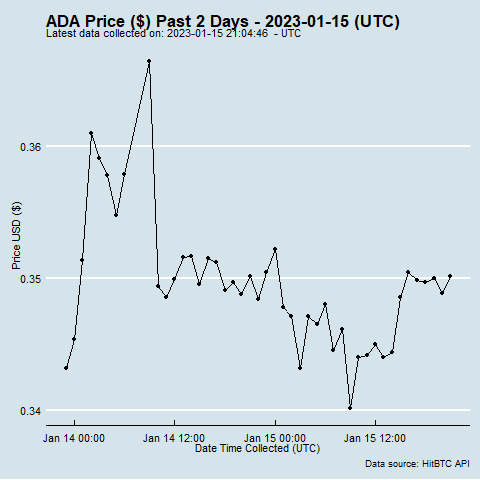 ADA Price ($) Past 2 Days - 2023-01-15 (UTC)
Latest data collected on: 2023-01-15 21:04:46 - UTC
0.36
Price USD ($)
0.35
0.34
Jan 14 00:00 Jan 14 12:00 Jan 15 00:00 Jan 15 12:00
Date Time Collected (UTC)
Data source: HitBTC API